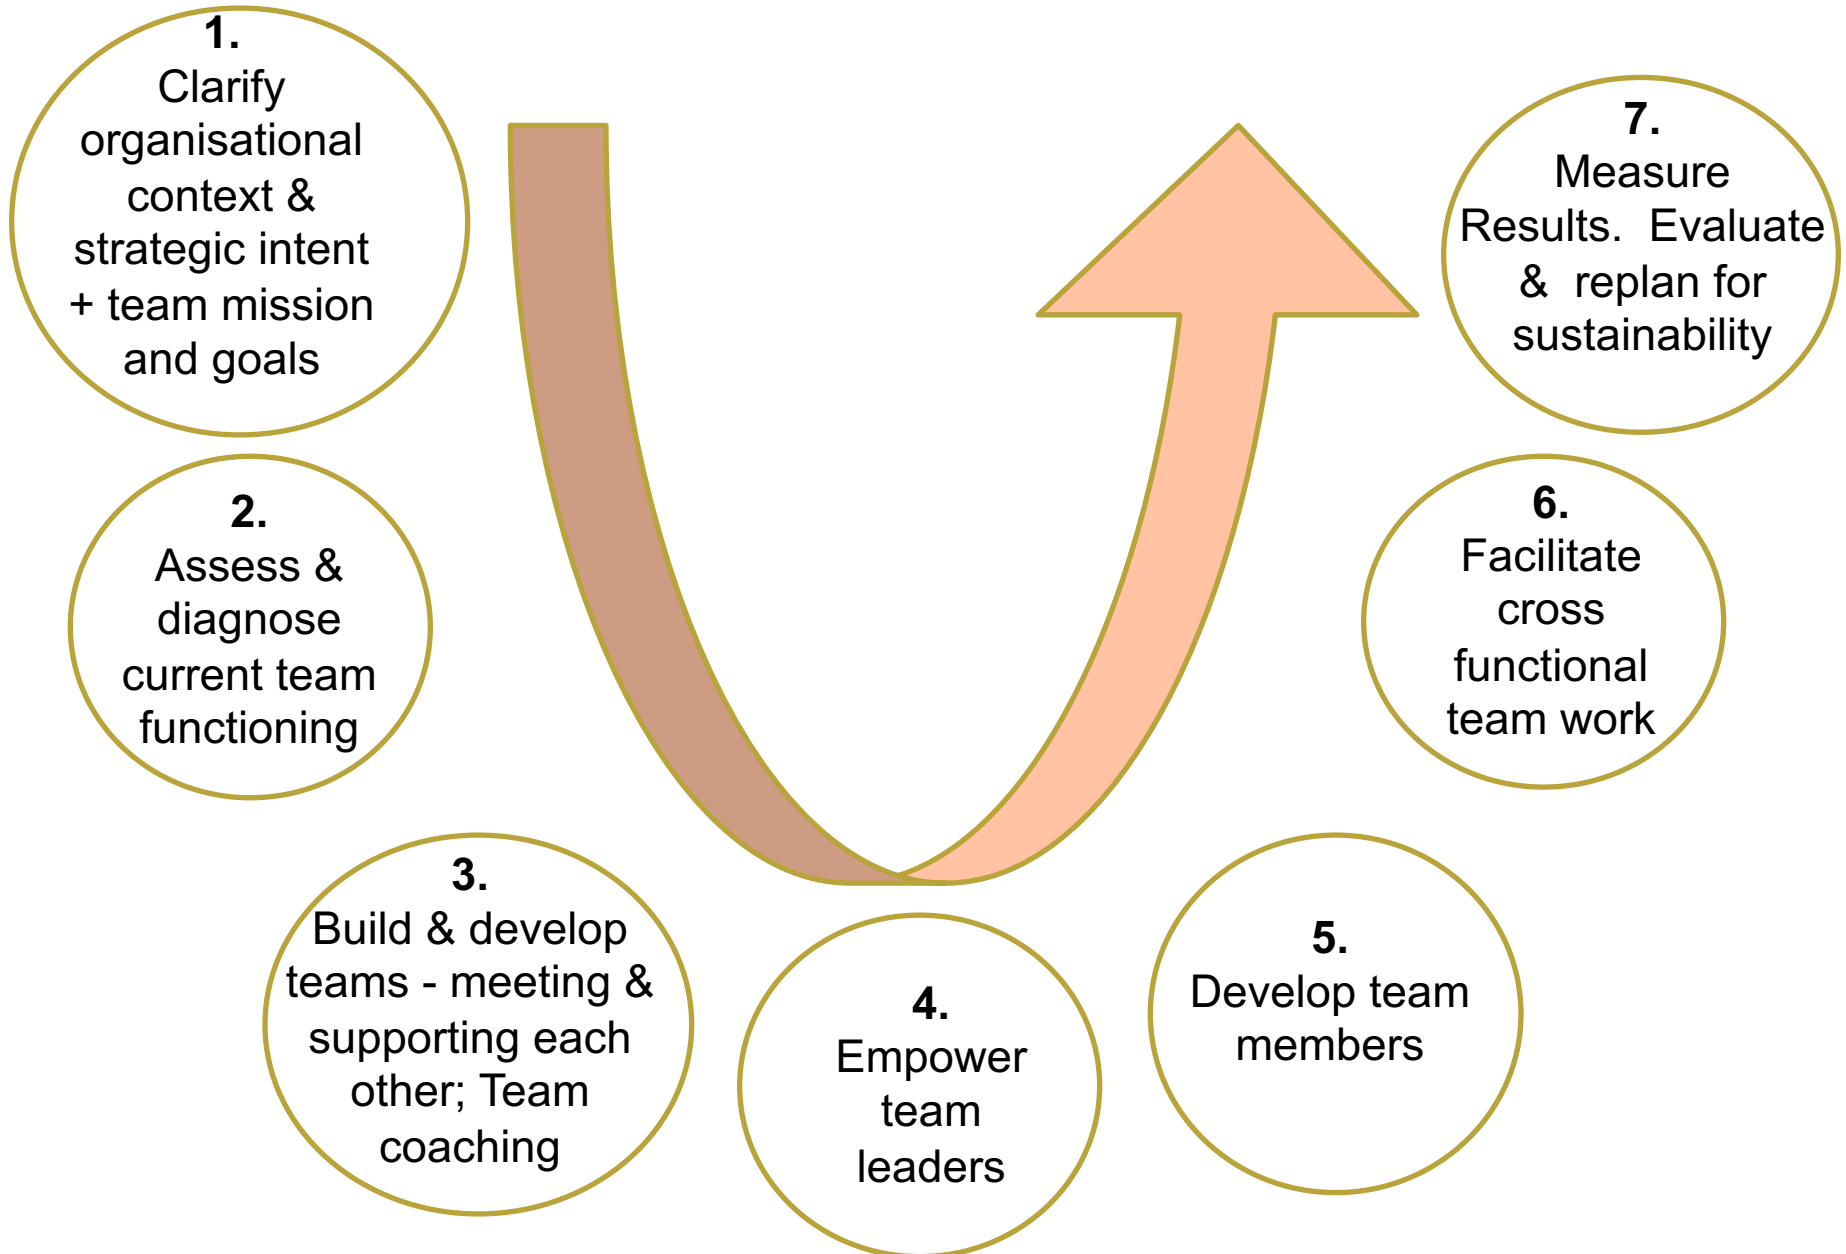 1.
Clarify
organisational
context &
strategic intent
+ team mission
and goals
2.
Assess &
diagnose
current team
functioning
3.
Build & develop
teams - meeting &
supporting each
other; Team
coaching
4.
Empower
team
leaders
5.
Develop team
members
6.
Facilitate
cross
functional
team work
7.
Measure
Results.  Evaluate
&  replan for
sustainability